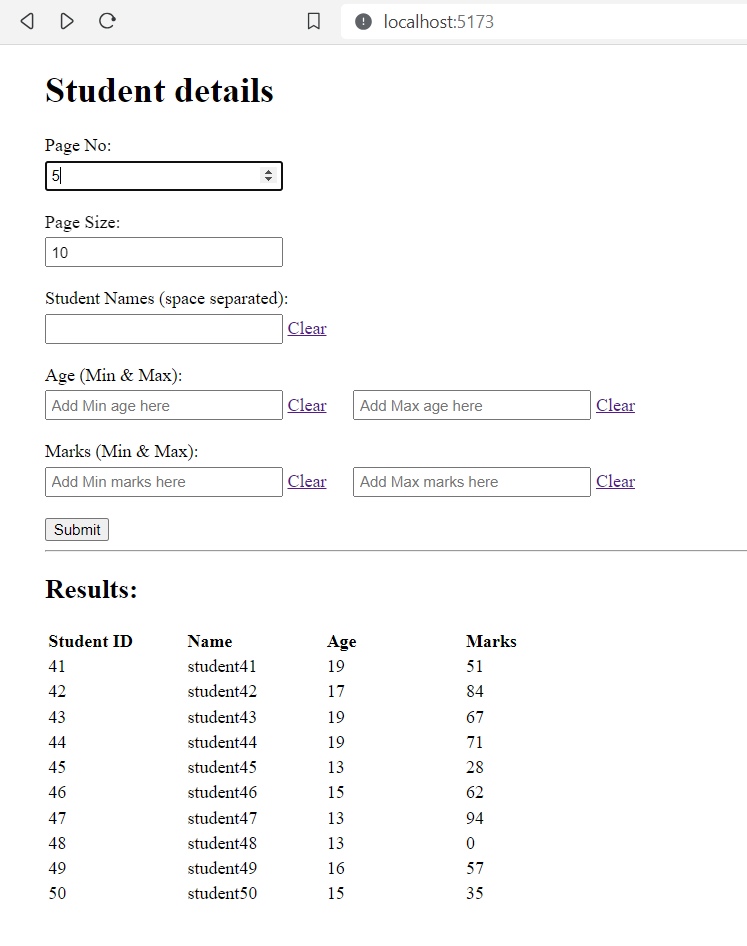 localhost:5173
Student details
Page No:
5
Page Size:
10
Student Names (space separated):
Clear
Age (Min & Max):
Add Min age here Clear Add Max age here Clear
Marks (Min & Max):
Add Min marks here Clear Add Max marks here Clear
Submit
Results:
Student ID Name Age Marks
41 student41 19 51
42 student42 17 84
43 student43 19 67
44 student44 19 71
45 student45 13 28
46 student46 15 62
47 student47 13 94
48 student48 13 0
49 student49 16 57
50 student50 15 35